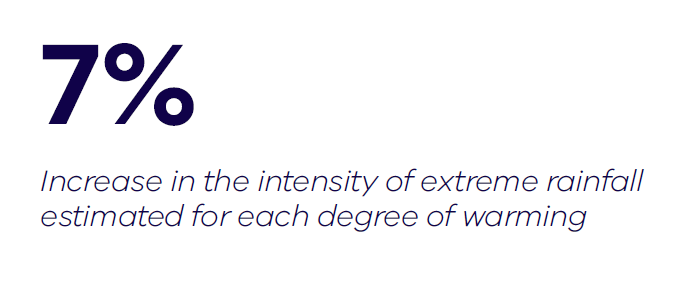 7%
Increase in the intensity of extreme rainfall
estimated for each degree of warming